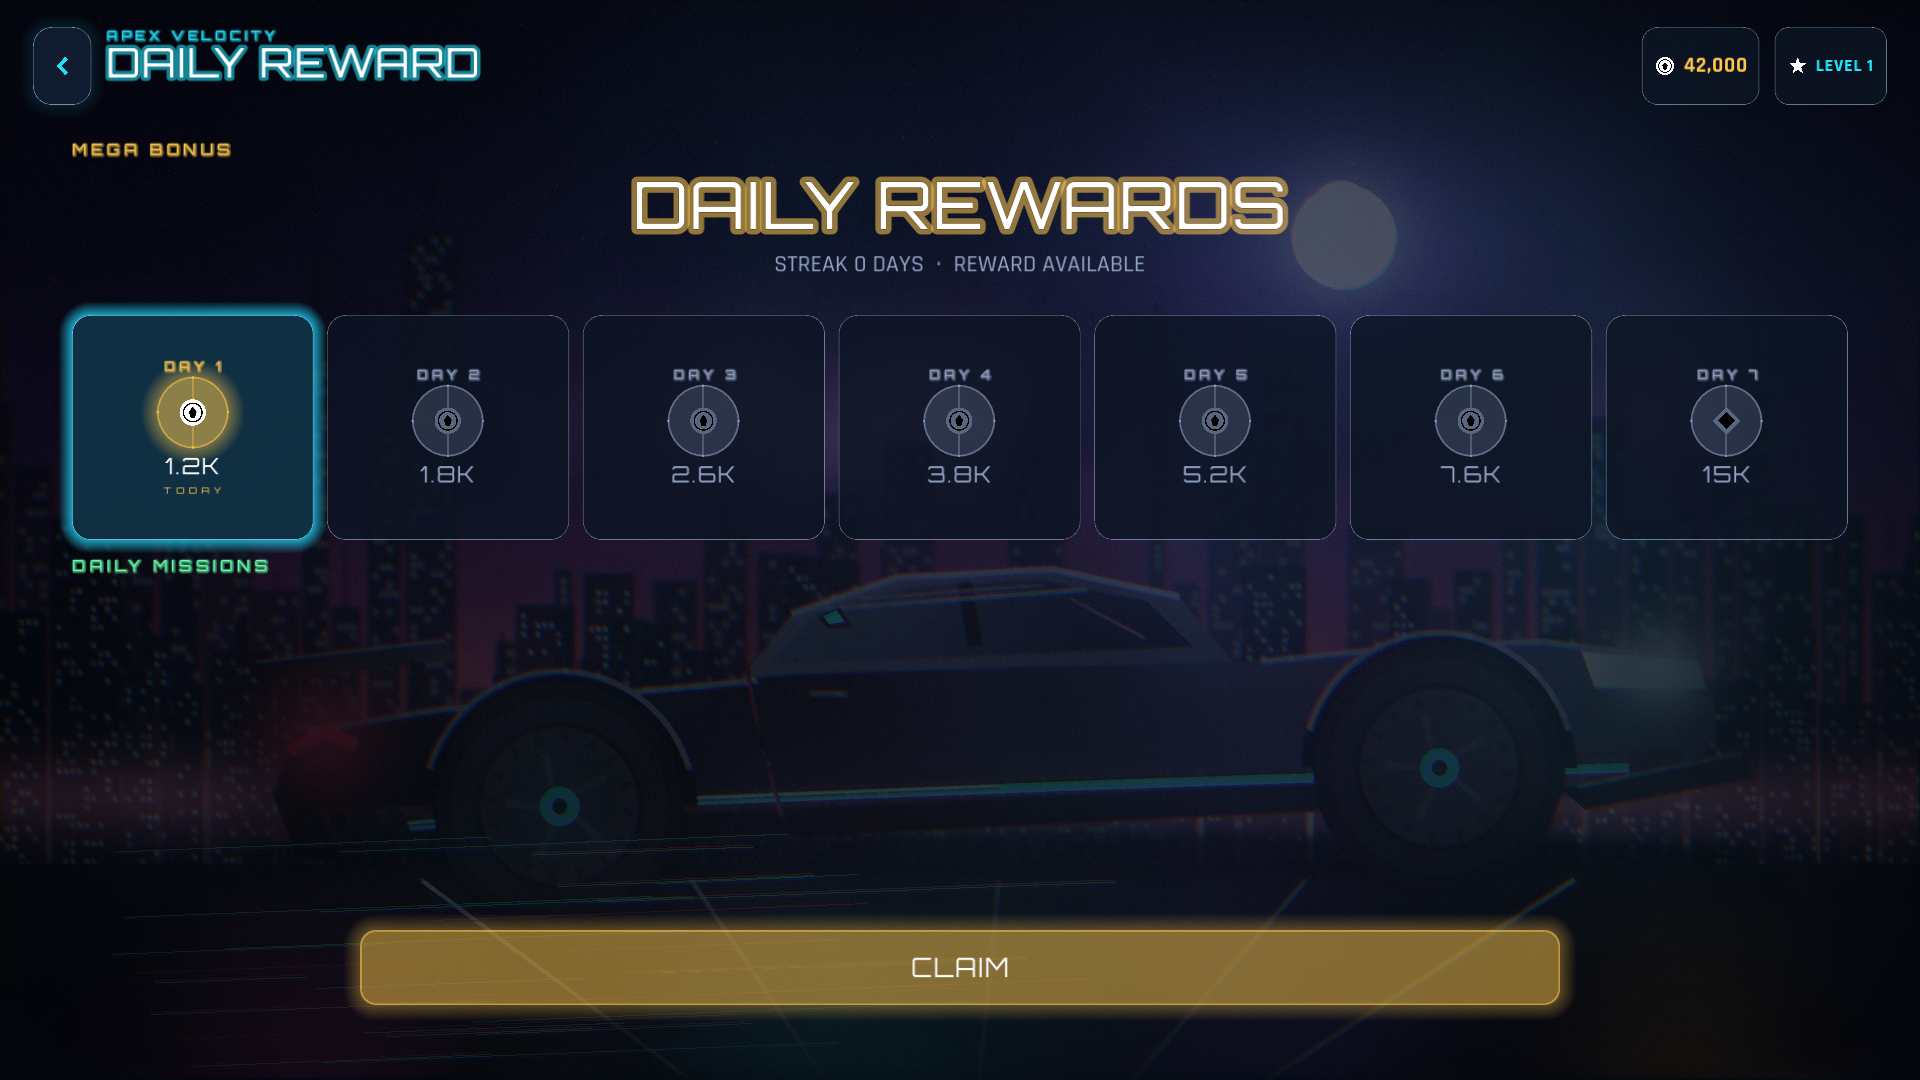 APEX VELOCITY
DAILY REWARD
42,000
LEVEL 1
MEGA BONUS
DAILY REWARDS
STREAK 0 DAYS · REWARD AVAILABLE
DAY 1
1.2K
TODAY
DAY 2
1.8K
DAY 3
2.6K
DAY 4
3.8K
DAY 5
5.2K
DAY 6
7.6K
DAY 7
15K
DAILY MISSIONS
CLAIM